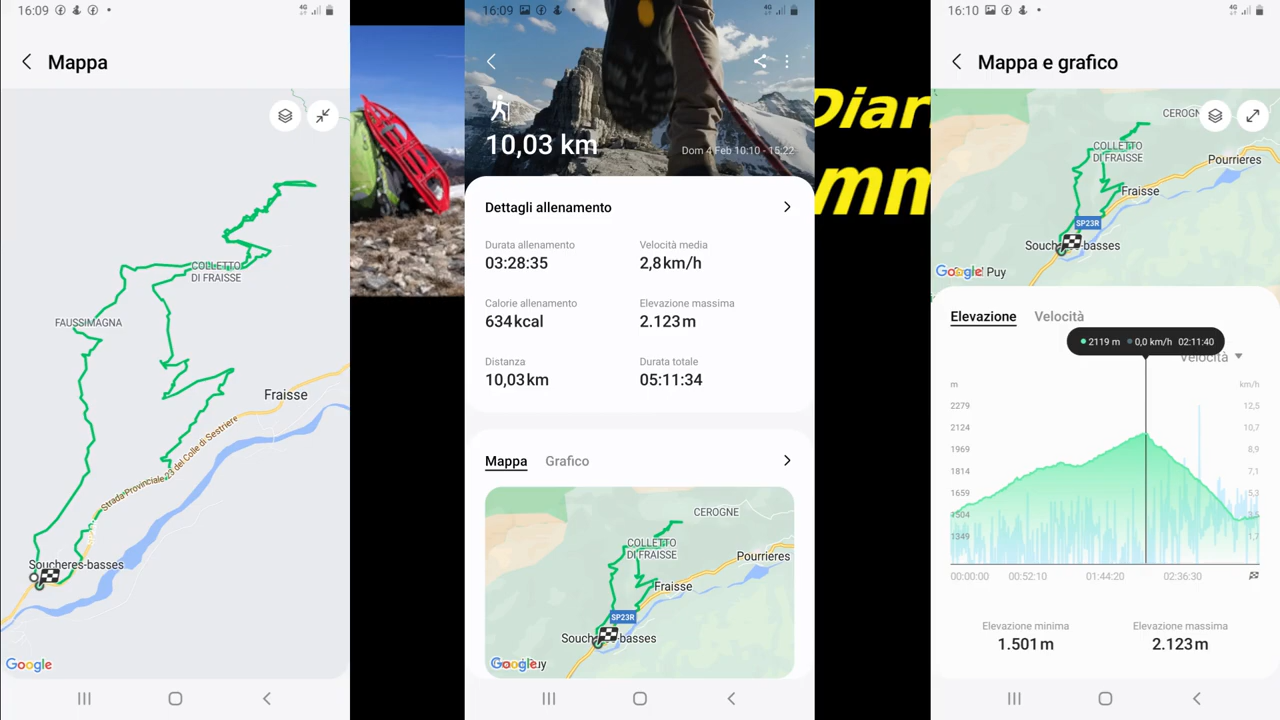 16:09
Mappa
COLLETTO
DI FRAISSE
FAUSSIMAGNA
Fraisse
Strada Provinciale 23 del Colle di Sestriere
Soucheres-basses
Google
16:09
4G
10,03 km
Dom 4 Feb 10:10 - 15:22
Dettagli allenamento
Durata allenamento
Velocità media
03:28:35
2,8 km/h
Calorie allenamento
Elevazione massima
634 kcal
2.123 m
Distanza
Durata totale
10,03 km
05:11:34
Mappa
Grafico
CEROGNE
COLLETTO
DI FRAISSE
Pourrieres
Fraisse
SP23R
Google
Diar
mm
16:10
4G
Mappa e grafico
COLLETTO
DI FRAISSE
Pourrieres
Fraisse
SP23R
Google
Puy
Elevazione
Velocità
2119 m 0,0 km/h 02:11:40
Velocità
m
km/h
2279
12,5
2124
10,7
1969
8,9
1814
7,1
1659
5,3
1504
3,5
1349
1,7
00:00:00
00:52:10
01:44:20
02:36:30
Elevazione minima
Elevazione massima
1.501 m
2.123 m